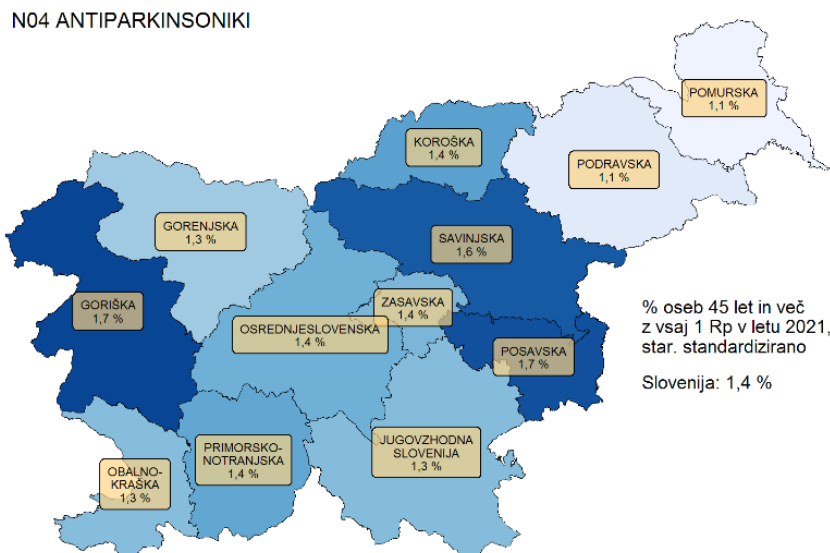 N04 ANTIPARKINSONIKI
POMURSKA
1,1 %
KOROŠKA
1,4 %
PODRAVSKA
1,1 %
GORENJSKA
1,3 %
SAVINJSKA
1,6 %
GORIŠKA
1,7 %
ZASAVSKA
1,4 %
OSREDNJESLOVENSKA
1,4 %
POSAVSKA
1,7 %
% oseb 45 let in več
z vsaj 1 Rp v letu 2021,
star. standardizirano
Slovenija: 1,4 %
PRIMORSKO-
NOTRANJSKA
1,4 %
JUGOVZHODNA
SLOVENIJA
1,3 %
OBALNO-
KRAŠKA
1,3 %